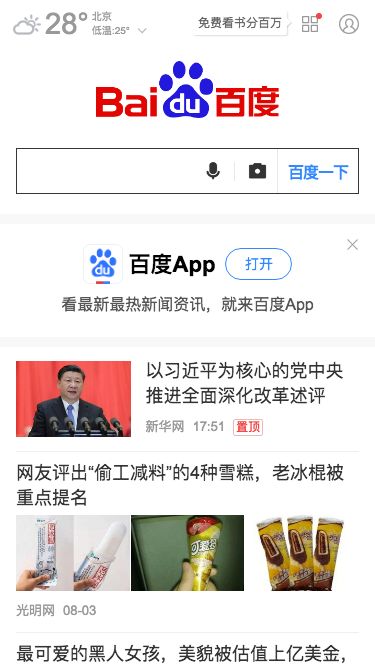 28° 北京
低温:25°
免费看书分百万
Bai du 百度
百度一下
du 百度App 打开
看最新最热新闻资讯，就来百度App
以习近平为核心的党中央
推进全面深化改革述评
新华网 17:51 置顶
网友评出“偷工减料”的4种雪糕，老冰棍被
重点提名
可爱多
光明网 08-03
最可爱的黑人女孩，美貌被估值上亿美金，